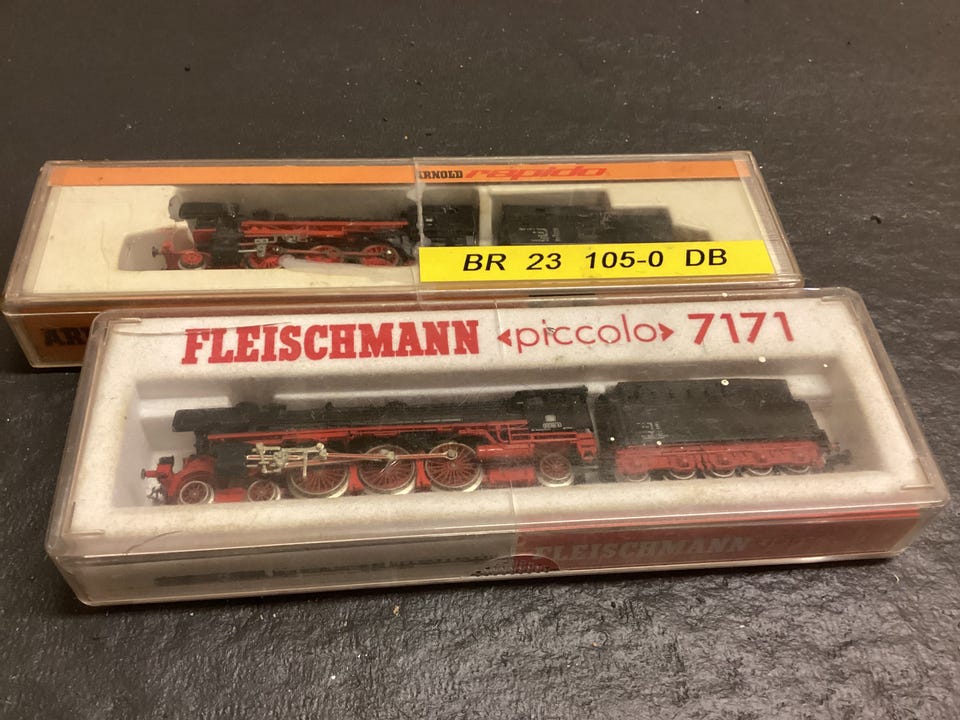 ARNOLD rapido
BR 23 105-0 DB
FLEISCHMANN «piccolo» 7171
FLEISCHMANN